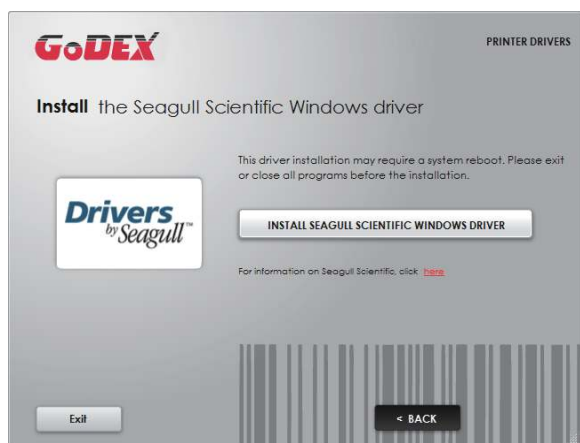 GoDEX
PRINTER DRIVERS
Install the Seagull Scientific Windows driver
This driver installation may require a system reboot. Please exit
or close all programs before the installation.
Drivers
by Seagull™
INSTALL SEAGULL SCIENTIFIC WINDOWS DRIVER
For information on Seagull Scientific, click here
Exit
< BACK